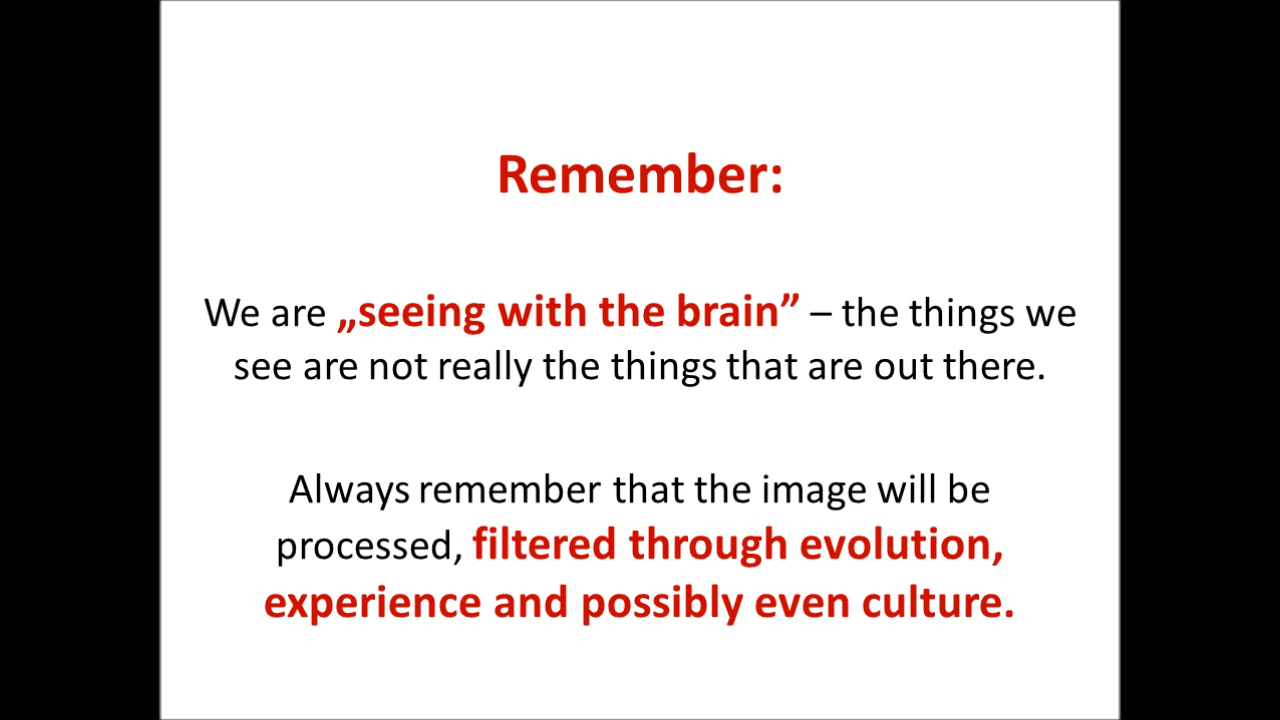 Remember:
We are „seeing with the brain” – the things we
see are not really the things that are out there.
Always remember that the image will be
processed, filtered through evolution,
experience and possibly even culture.